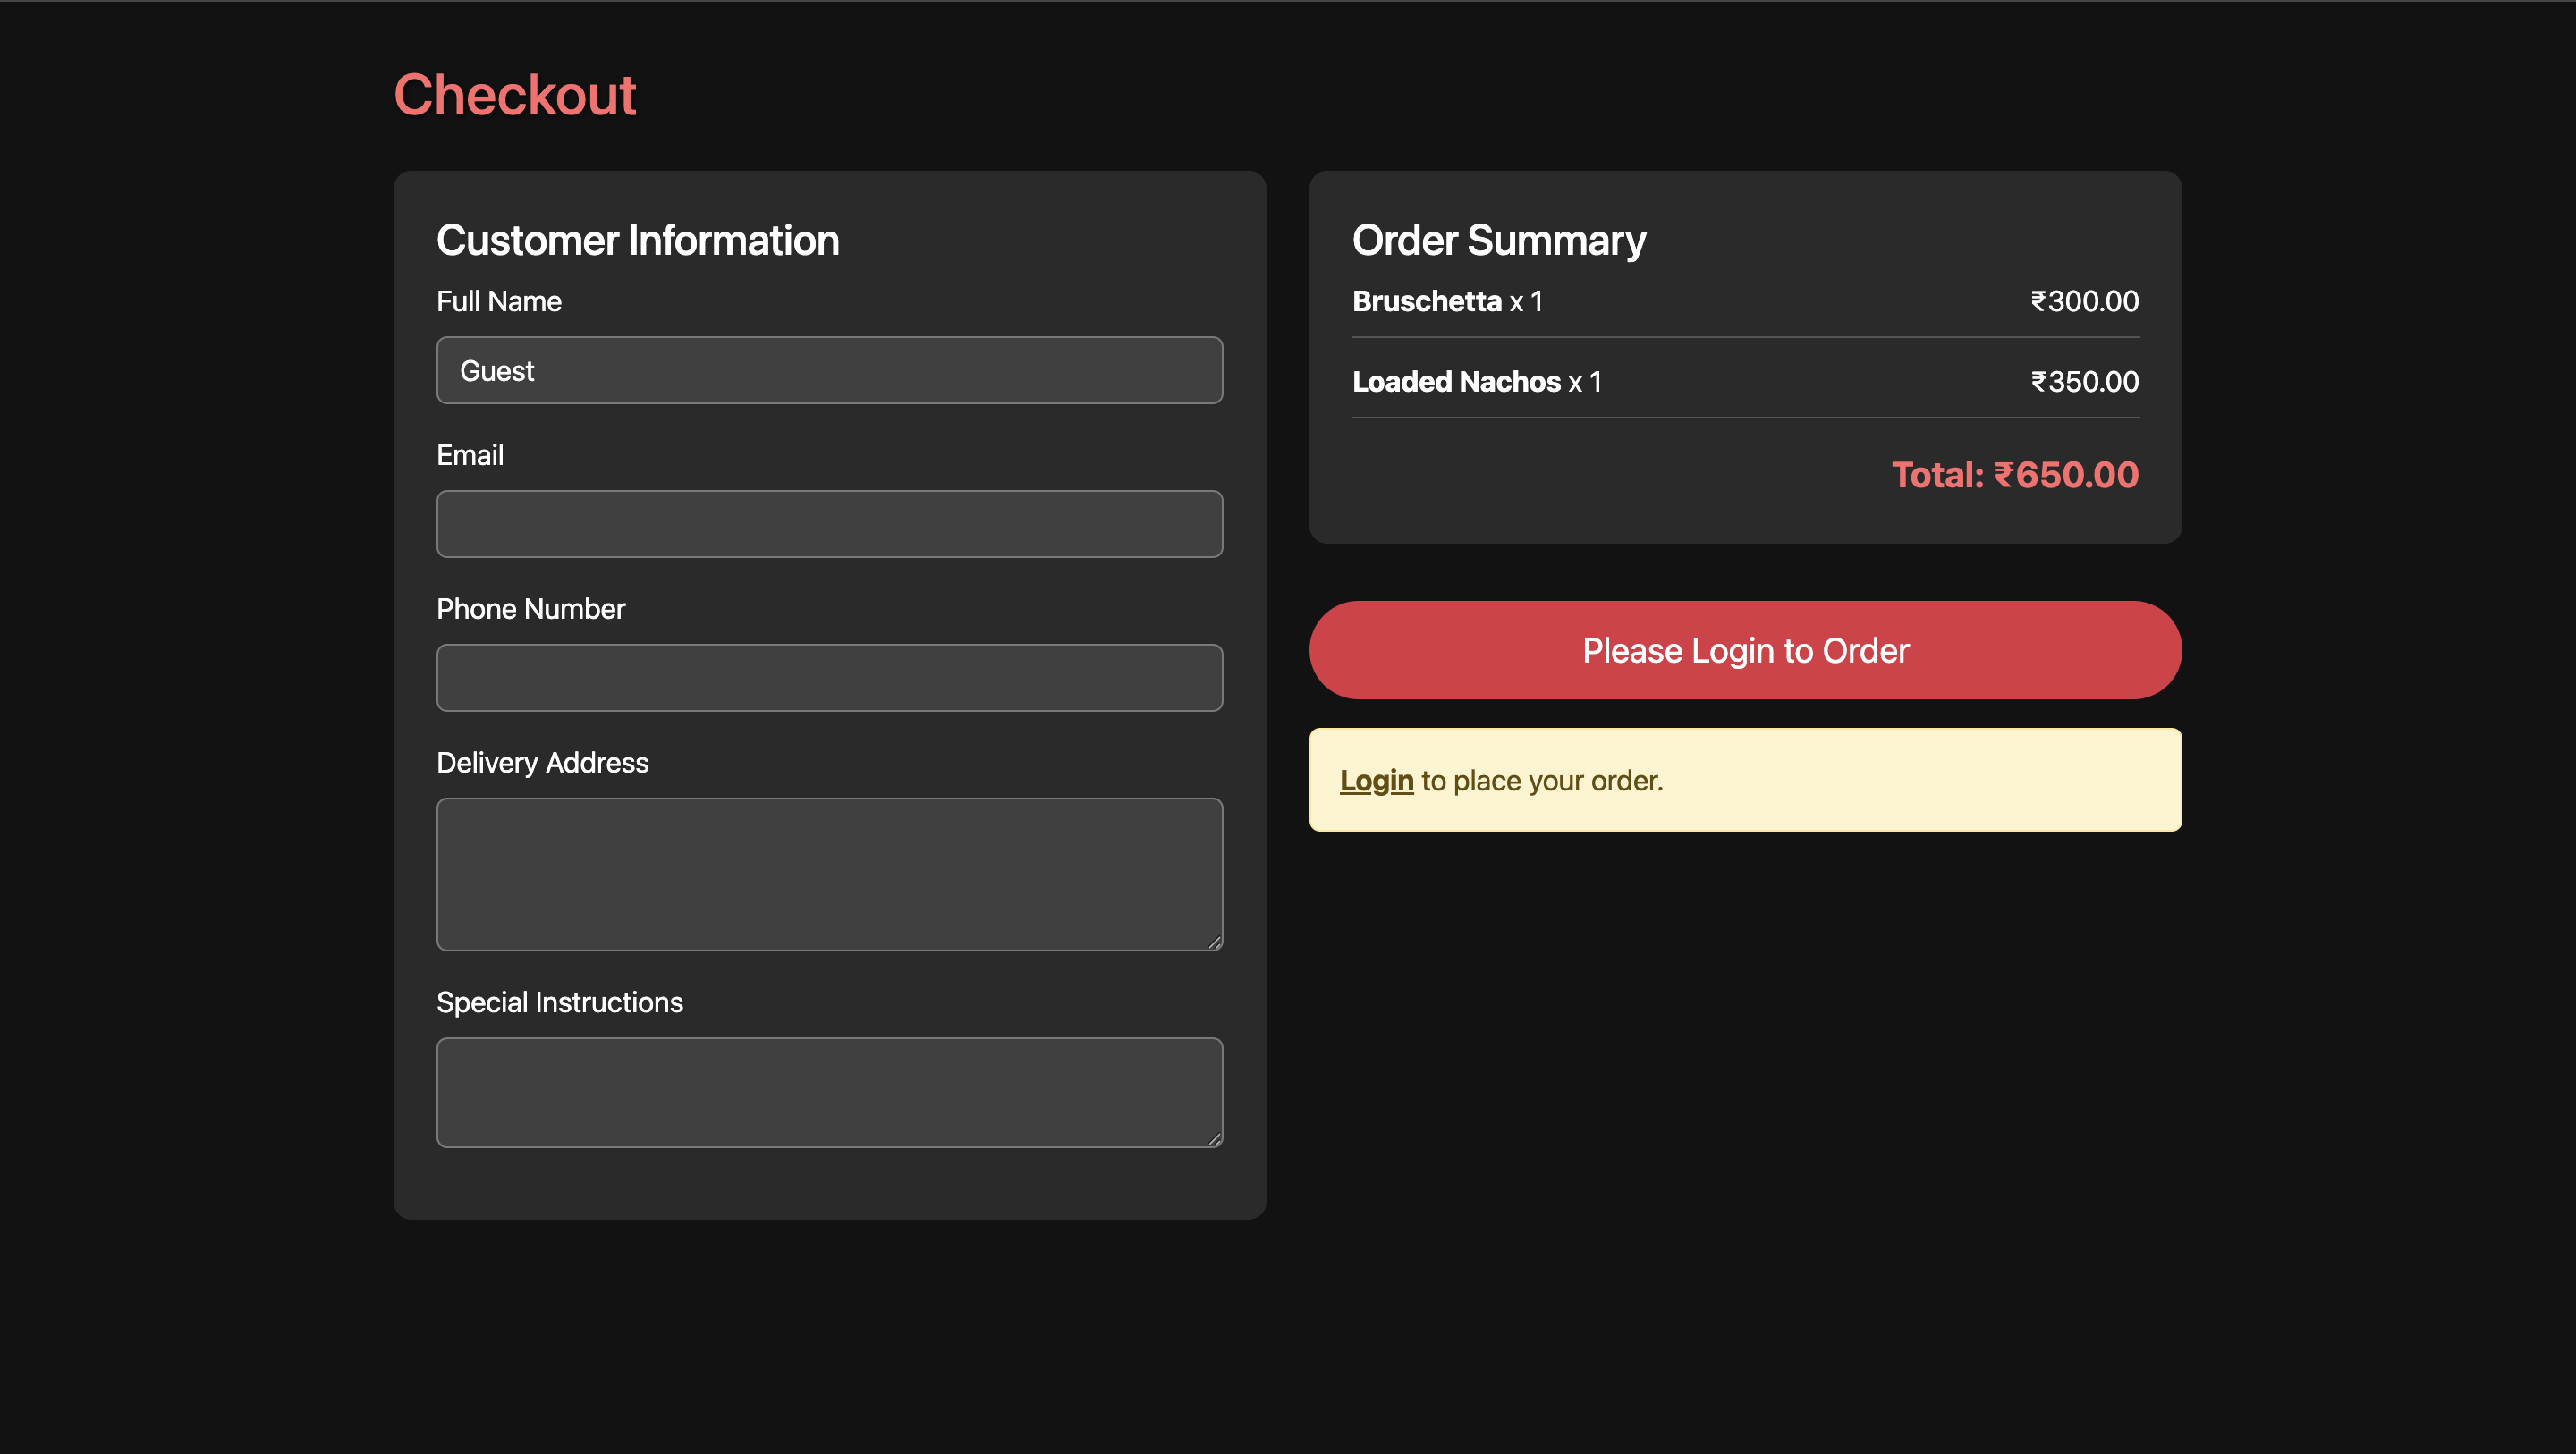 Checkout
Customer Information
Full Name
Guest
Email
Phone Number
Delivery Address
Special Instructions
Order Summary
Bruschetta x 1 ₹300.00
Loaded Nachos x 1 ₹350.00
Total: ₹650.00
Please Login to Order
Login to place your order.